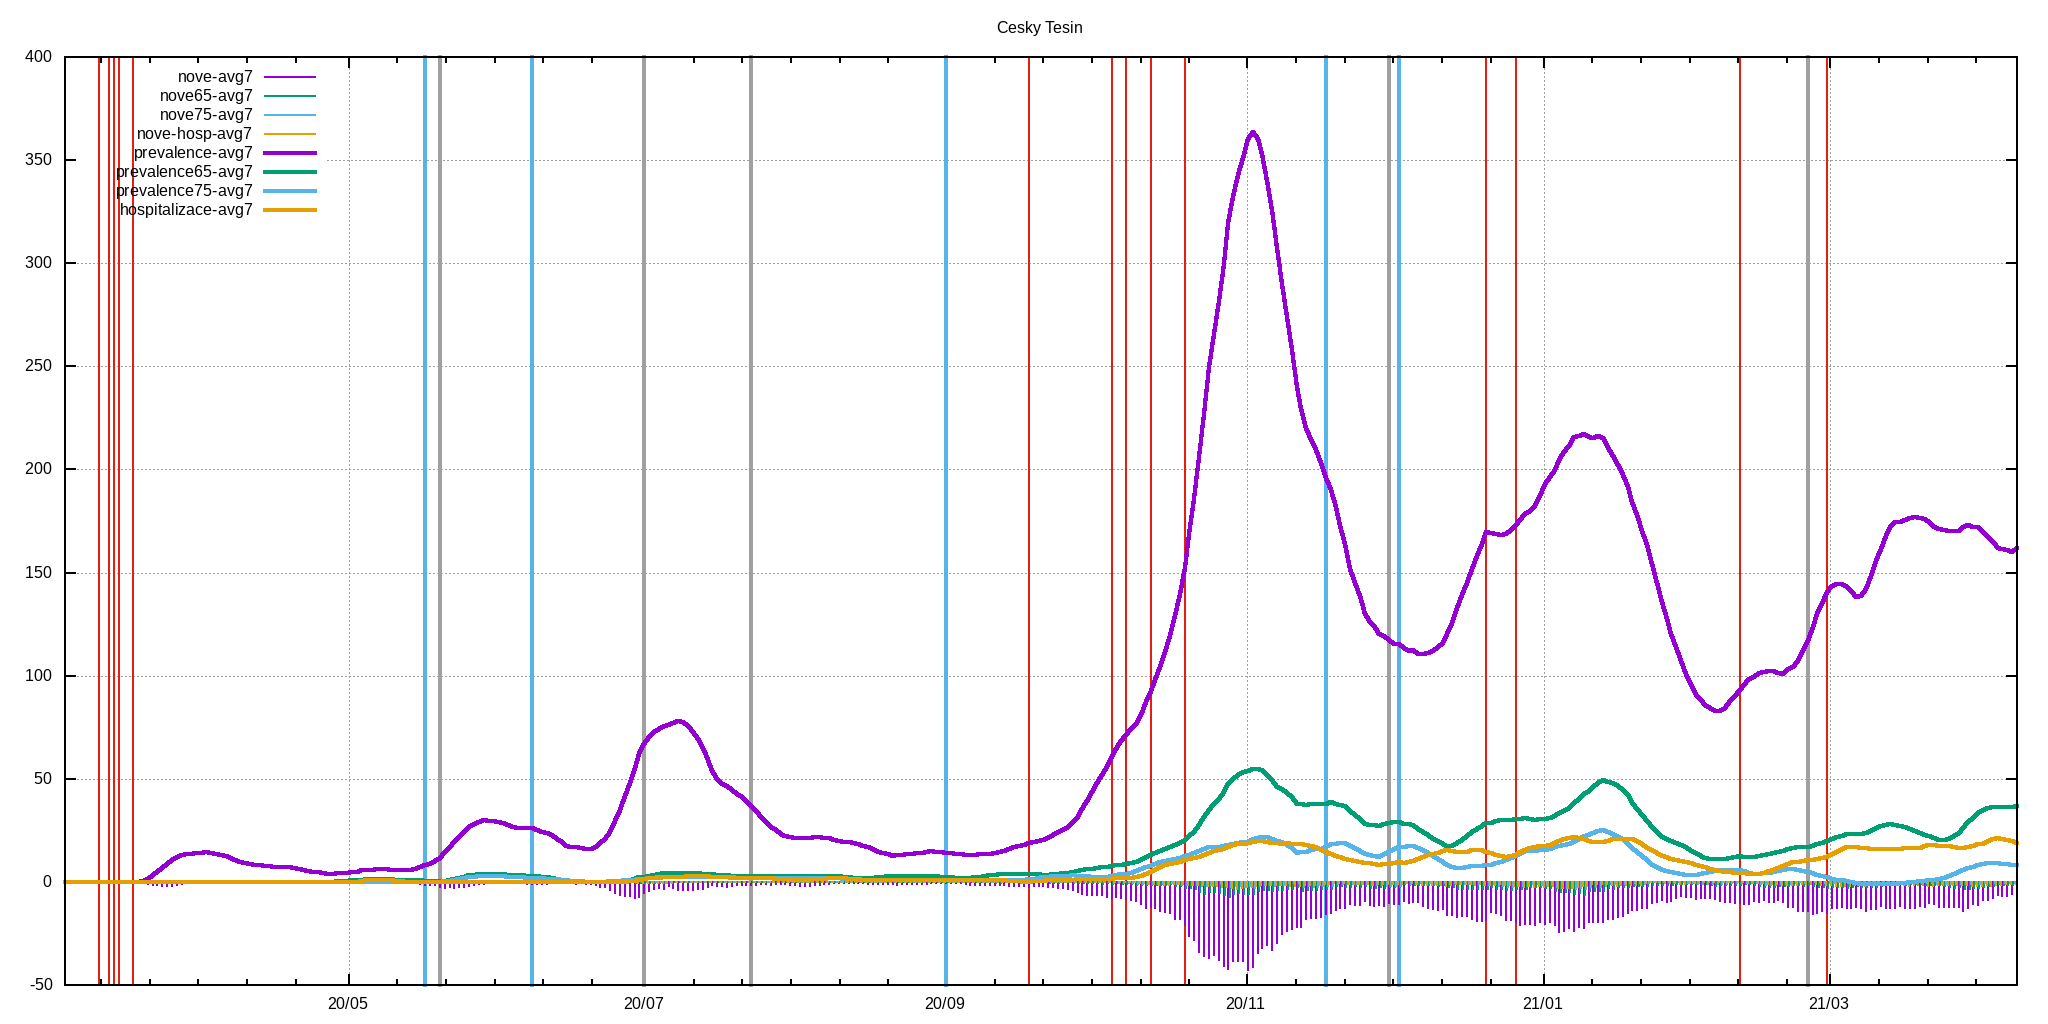 Cesky Tesin
400
350
300
250
200
150
100
50
0
-50
nove-avg7
nove65-avg7
nove75-avg7
nove-hosp-avg7
prevalence-avg7
prevalence65-avg7
prevalence75-avg7
hospitalizace-avg7
20/05 20/07 20/09 20/11 21/01 21/03